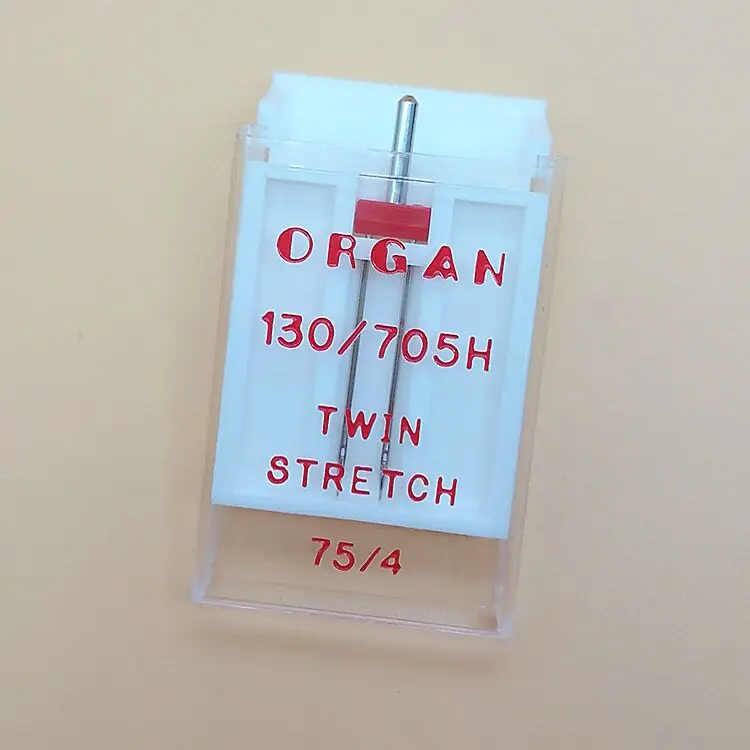 ORGAN
130/705H
TWIN
STRETCH
75/4